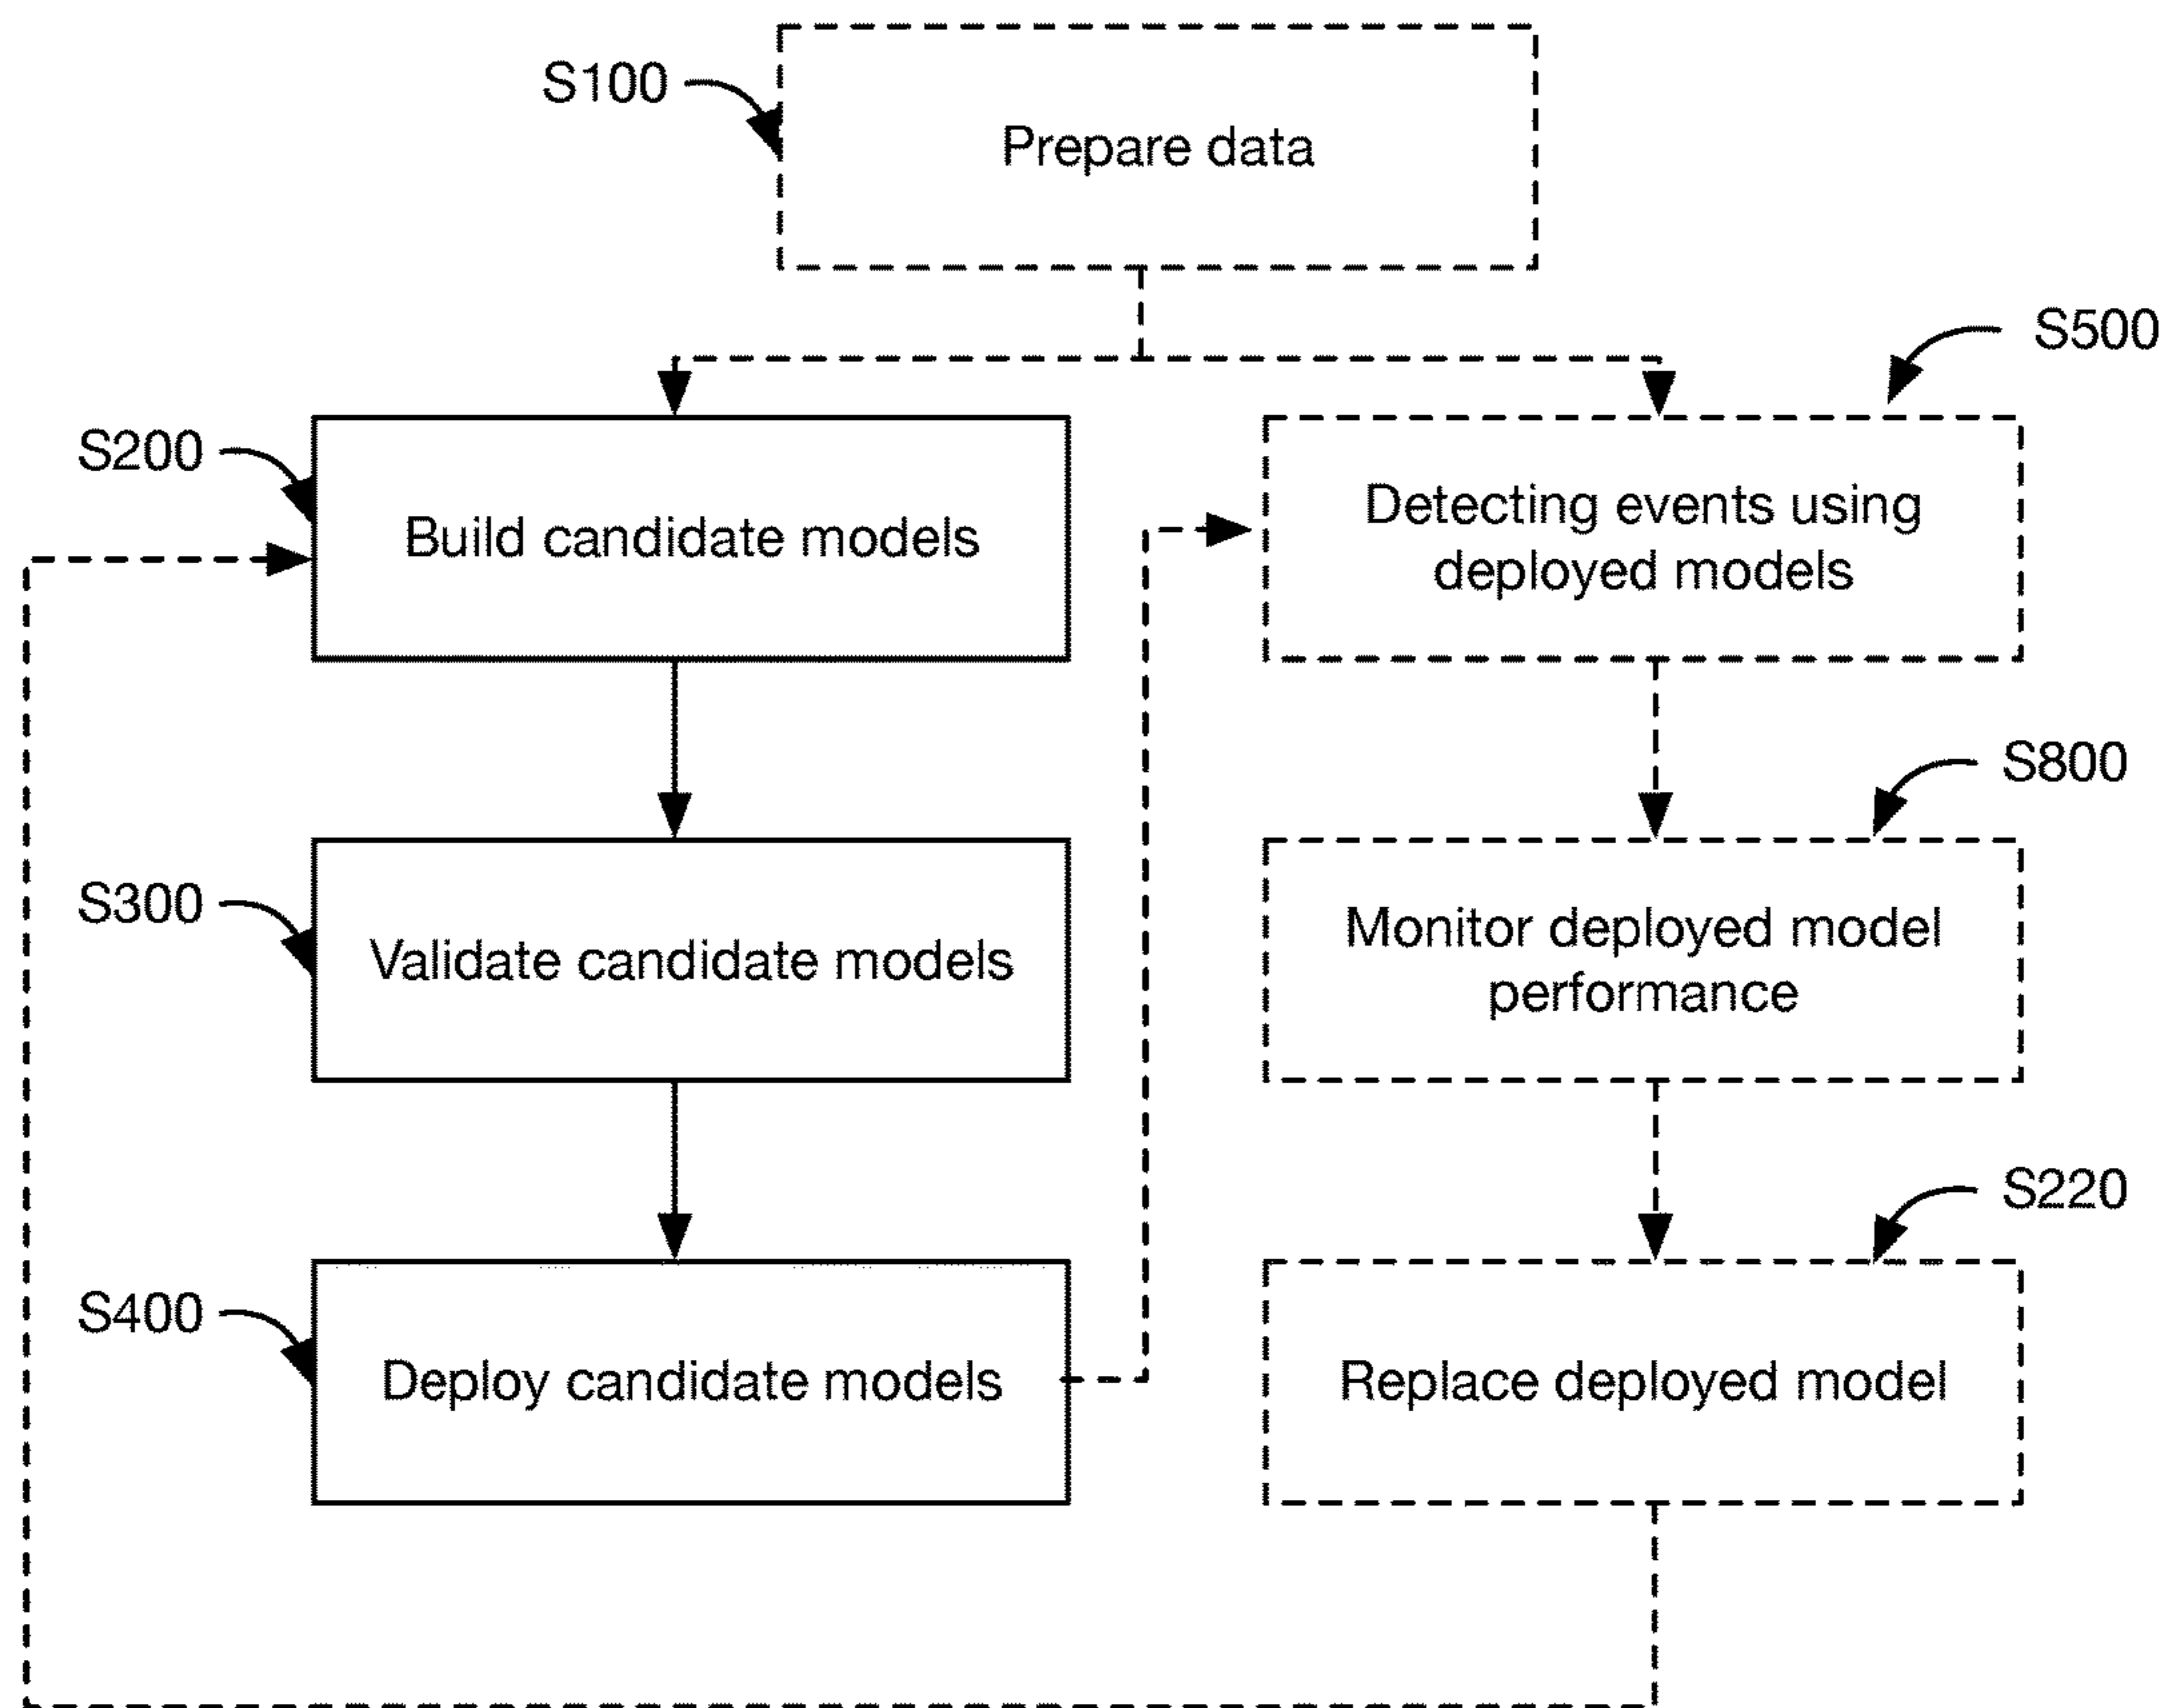 S100
Prepare data
S500
S200
Build candidate models
Detecting events using
deployed models
S800
S300
Validate candidate models
Monitor deployed model
performance
S220
S400
Deploy candidate models
Replace deployed model